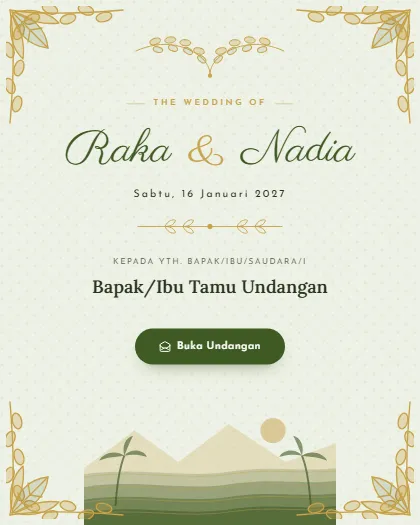 THE WEDDING OF
Raka & Nadia
Sabtu, 16 Januari 2027
KEPADA YTH. BAPAK/IBU/SAUDARA/I
Bapak/Ibu Tamu Undangan
Buka Undangan